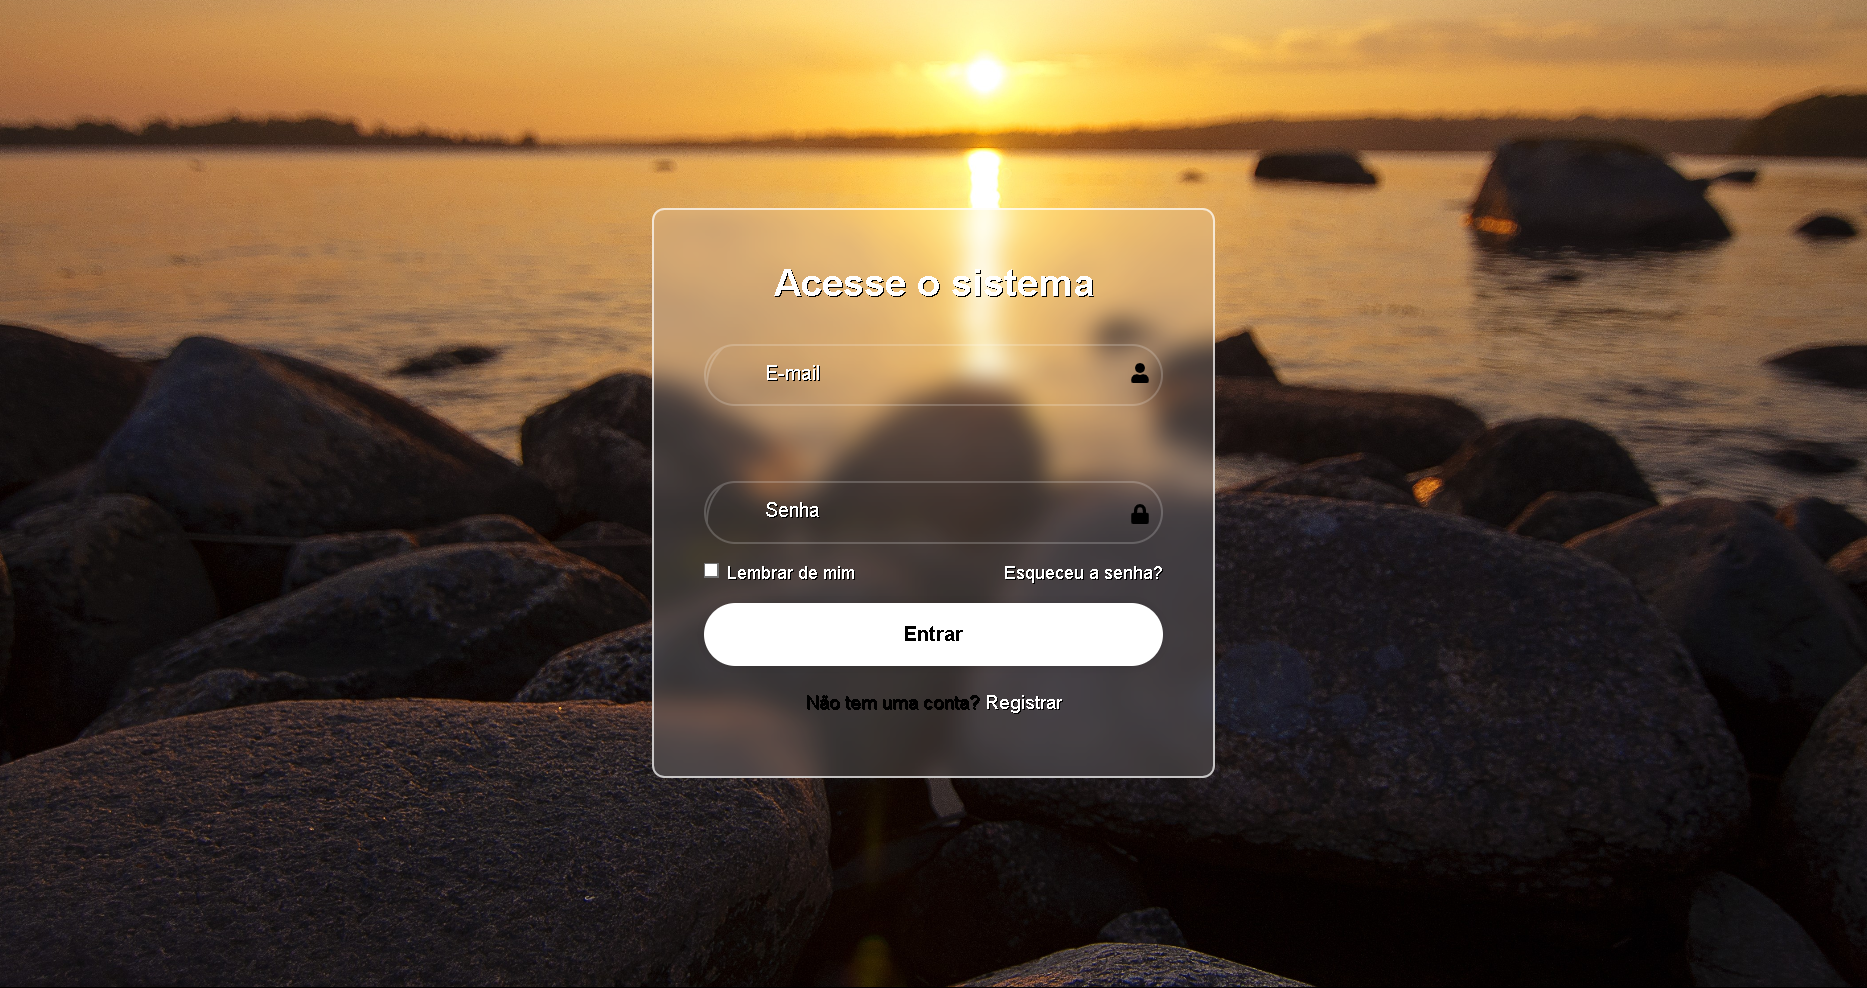 Acesse o sistema
E-mail
Senha
Lembrar de mim Esqueceu a senha?
Entrar
Não tem uma conta? Registrar